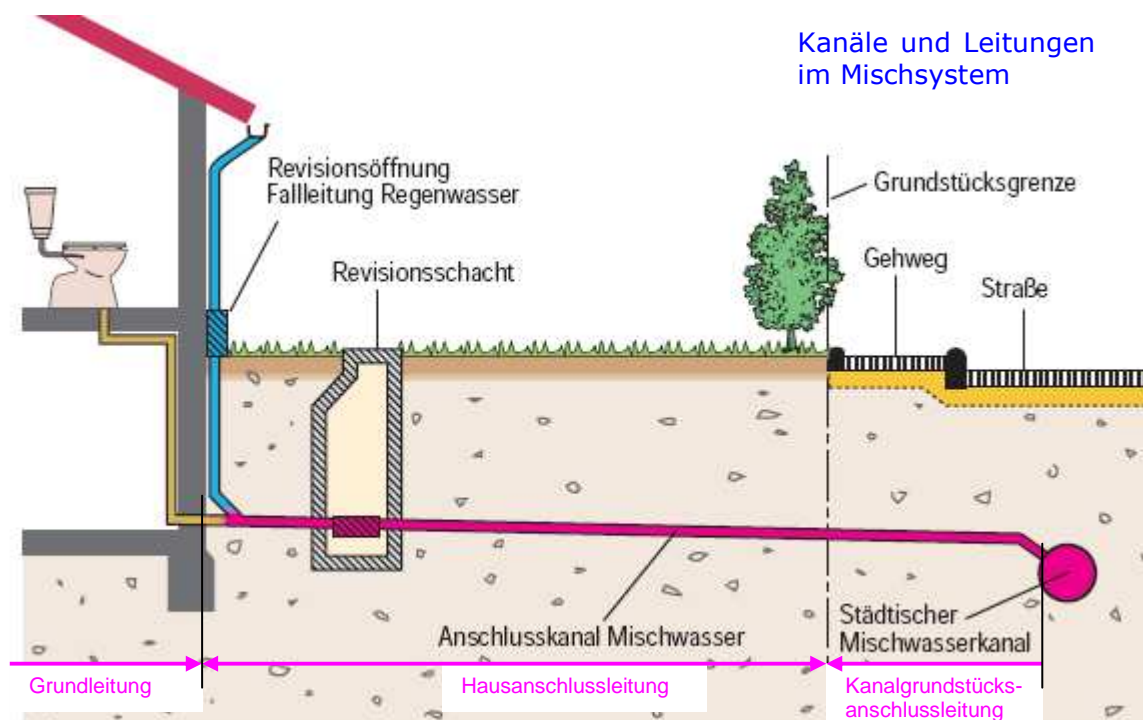 Kanäle und Leitungen
im Mischsystem
Revisionsöffnung
Fallleitung Regenwasser
Grundstücksgrenze
Revisionsschacht
Gehweg
Straße
Anschlusskanal Mischwasser
Städtischer
Mischwasserkanal
Grundleitung
Hausanschlussleitung
Kanalgrundstücks-
anschlussleitung